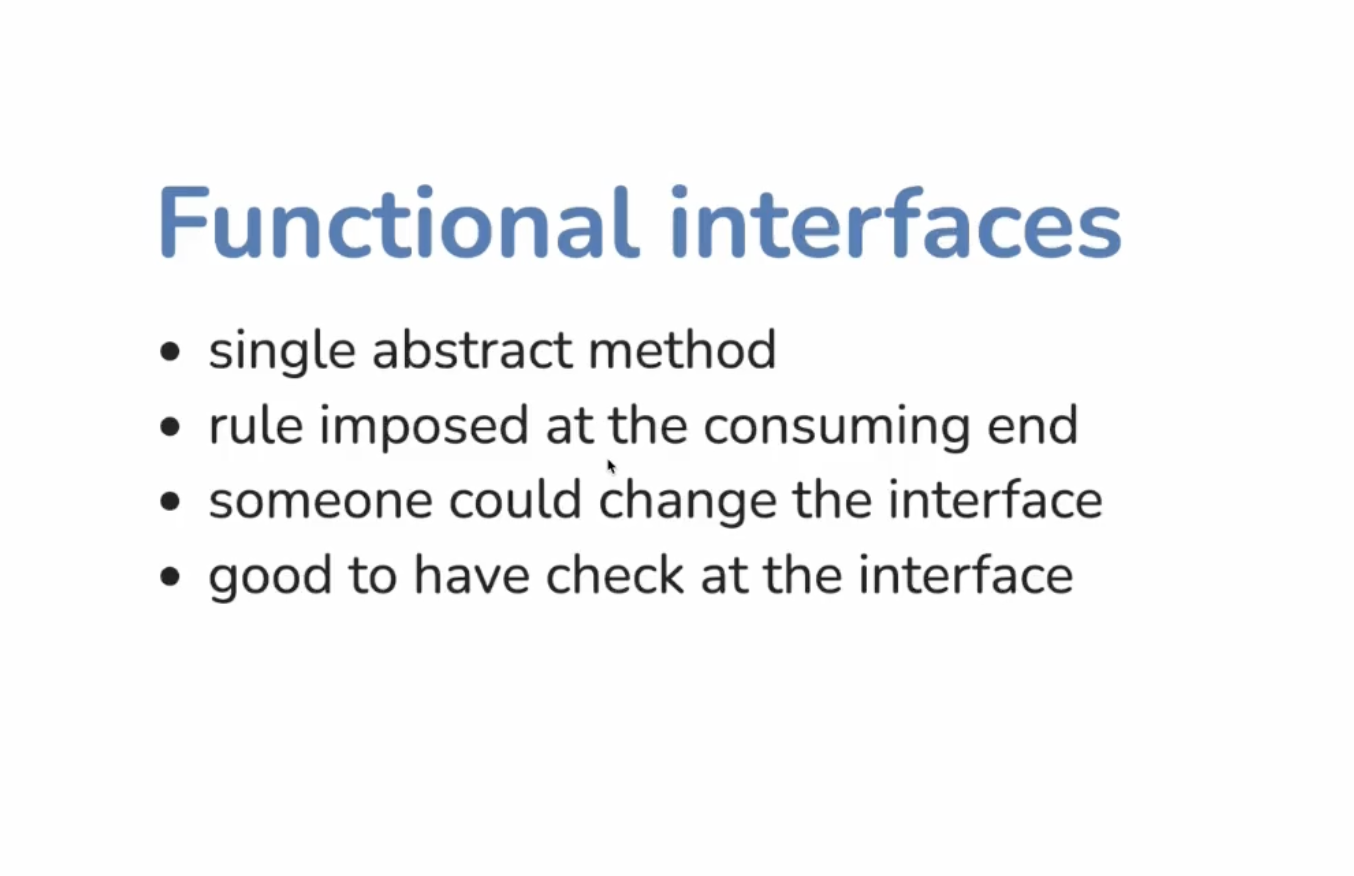 Functional interfaces
• single abstract method
• rule imposed at the consuming end
• someone could change the interface
• good to have check at the interface